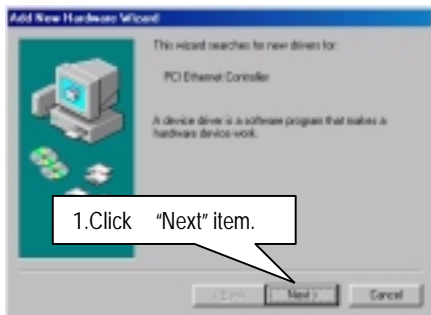 Add New Hardware Wizard
This wizard searches for new drivers for:
PCI Ethernet Controller
A device driver is a software program that makes a
hardware device work.
1.Click "Next" item.
< Back Next > Cancel